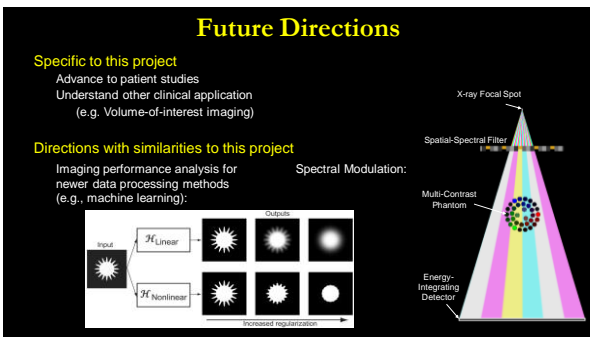 Future Directions
Specific to this project
Advance to patient studies
Understand other clinical application
(e.g. Volume-of-interest imaging)
Directions with similarities to this project
Imaging performance analysis for
newer data processing methods
(e.g., machine learning):
Spectral Modulation:
Outputs
Input
ℋ Linear
ℋ Nonlinear
Increased regularization
X-ray Focal Spot
Spatial-Spectral Filter
Multi-Contrast
Phantom
Energy-
Integrating
Detector